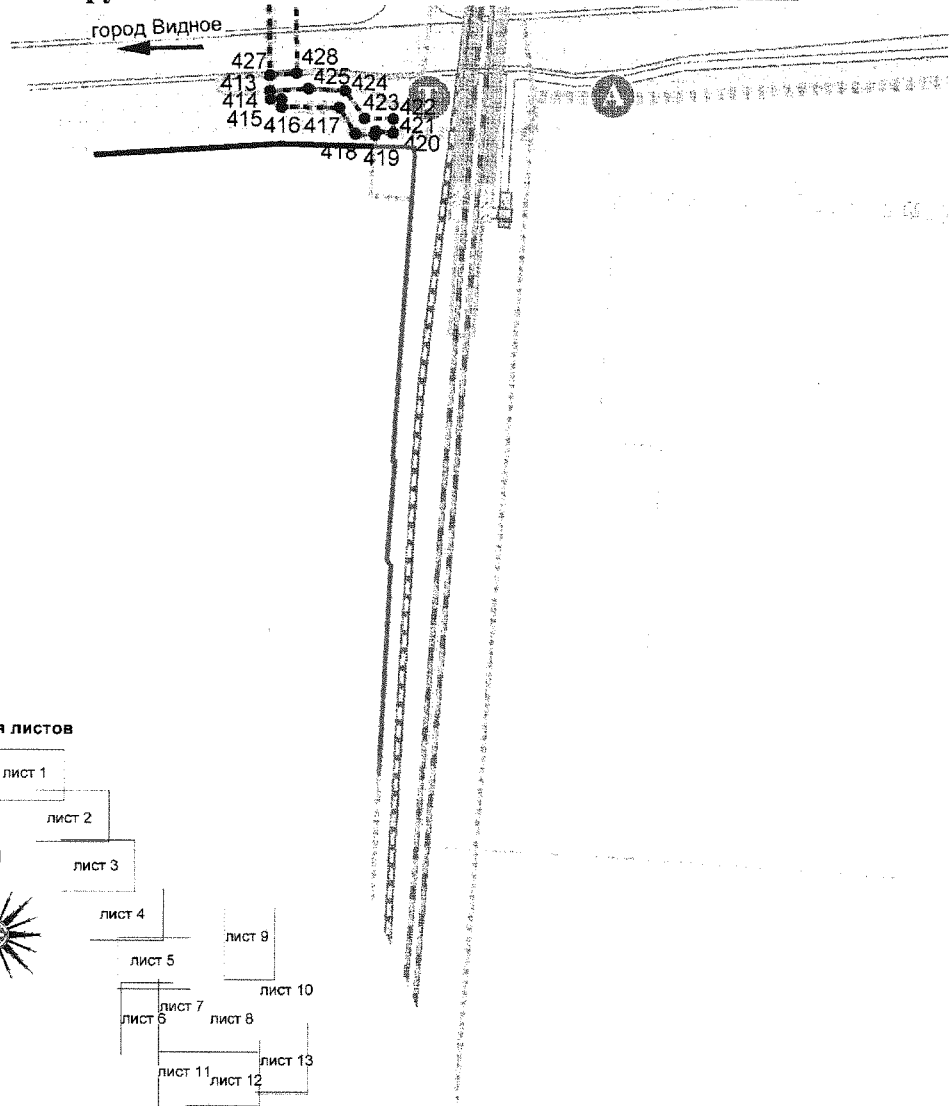 город Видное
427
428
413
425
424
414
423
422
415
416
417
421
418
419
420
Т
А
листов
лист 1
лист 2
лист 3
лист 4
лист 9
лист 5
лист 10
лист 7
лист 6
лист 8
лист 13
лист 11
лист 12